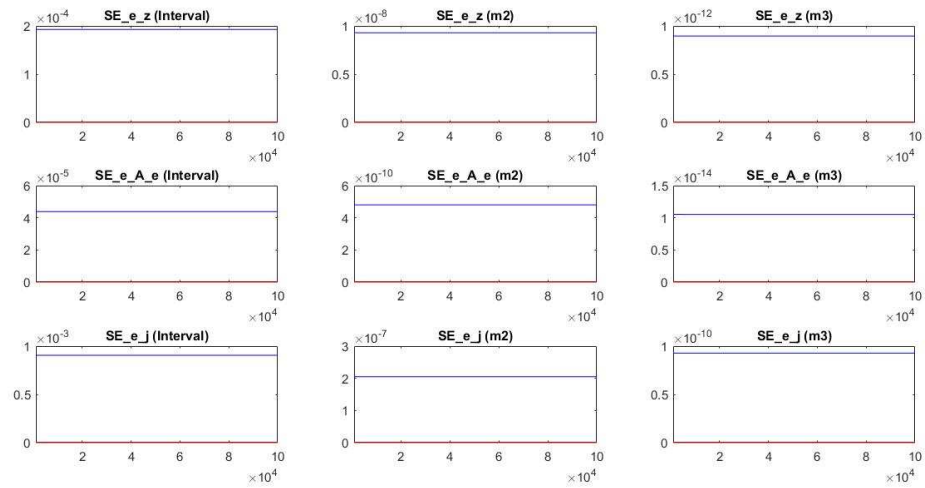 ×10⁻⁴ SE_e_z (Interval) ×10⁻⁸ SE_e_z (m2) ×10⁻¹² SE_e_z (m3)
2 1 1
1 0.5 0.5
0 0 0
2 4 6 8 10 2 4 6 8 10 2 4 6 8 10
×10⁴ ×10⁴ ×10⁴
×10⁻⁵ SE_e_A_e (Interval) ×10⁻¹⁰ SE_e_A_e (m2) ×10⁻¹⁴ SE_e_A_e (m3)
6 6 1.5
4 4 1
2 2 0.5
0 0 0
2 4 6 8 10 2 4 6 8 10 2 4 6 8 10
×10⁴ ×10⁴ ×10⁴
×10⁻³ SE_e_j (Interval) ×10⁻⁷ SE_e_j (m2) ×10⁻¹⁰ SE_e_j (m3)
1 3 1
2
0.5 0.5
1
0 0 0
2 4 6 8 10 2 4 6 8 10 2 4 6 8 10
×10⁴ ×10⁴ ×10⁴